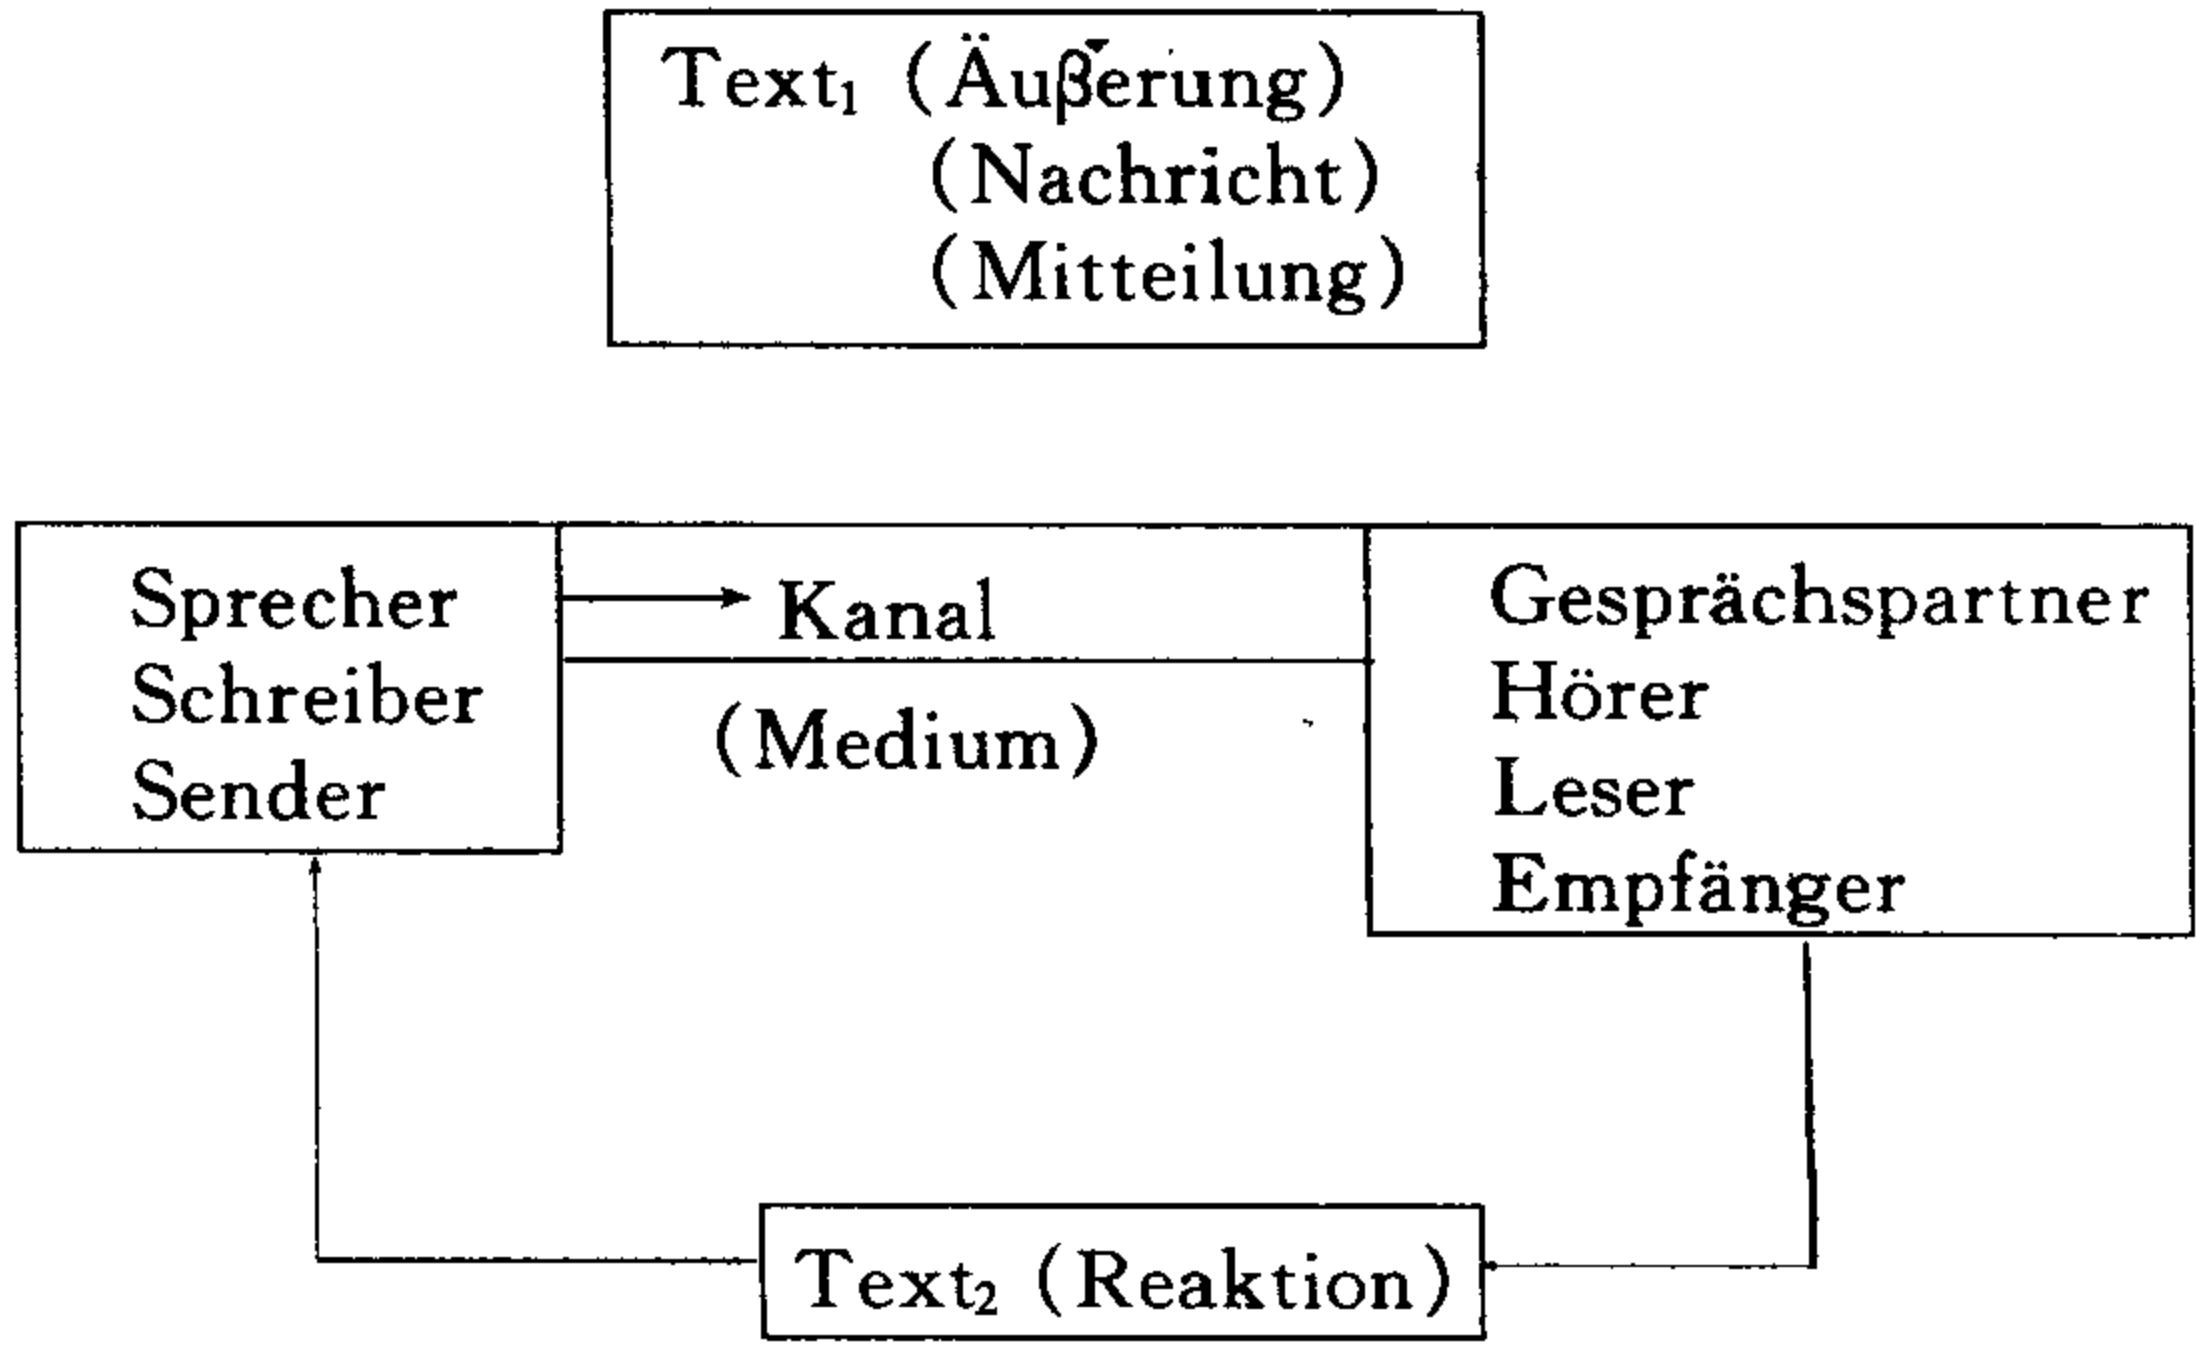 Text₁ (Äußerung)
(Nachricht)
(Mitteilung)
Sprecher
Schreiber
Sender
Kanal
(Medium)
Gesprächspartner
Hörer
Leser
Empfänger
Text₂ (Reaktion)